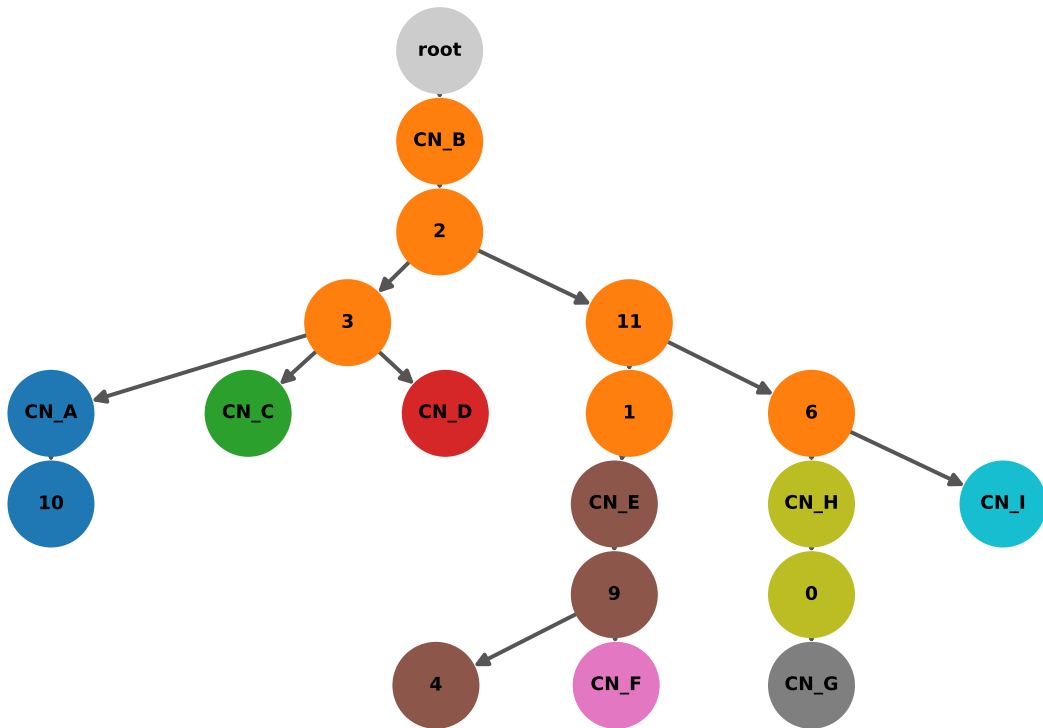 root
CN_B
2
3
11
CN_A
CN_C
CN_D
1
6
10
CN_E
CN_H
CN_I
9
0
4
CN_F
CN_G